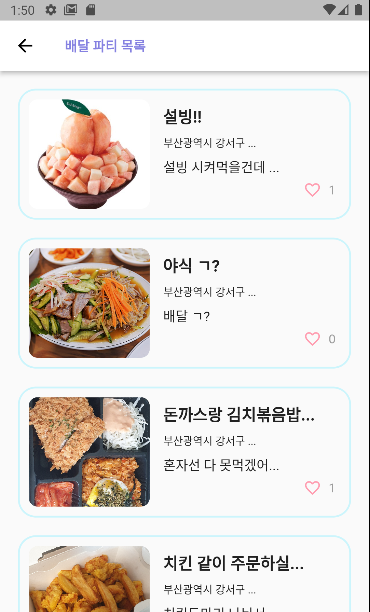 1:50
배달 파티 목록
설빙!!
부산광역시 강서구 ...
설빙 시켜먹을건데 ...
1
야식 ㄱ?
부산광역시 강서구 ...
배달 ㄱ?
0
돈까스랑 김치볶음밥...
부산광역시 강서구 ...
혼자선 다 못먹겠어...
1
치킨 같이 주문하실...
부산광역시 강서구 ...